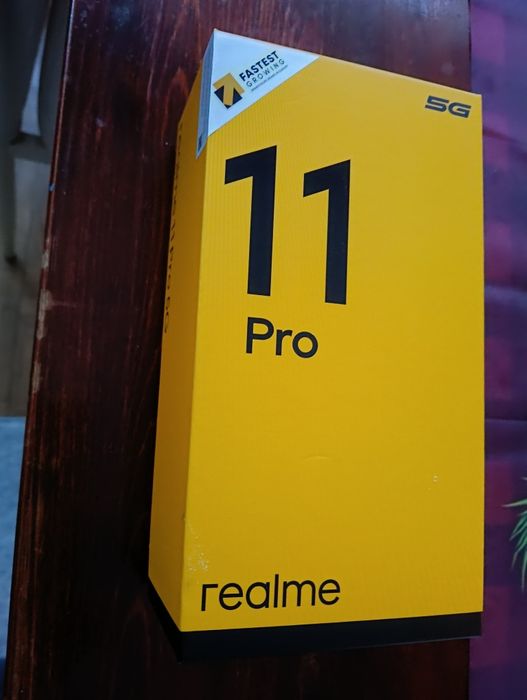 FASTEST
GROWING
5G
11
Pro
realme